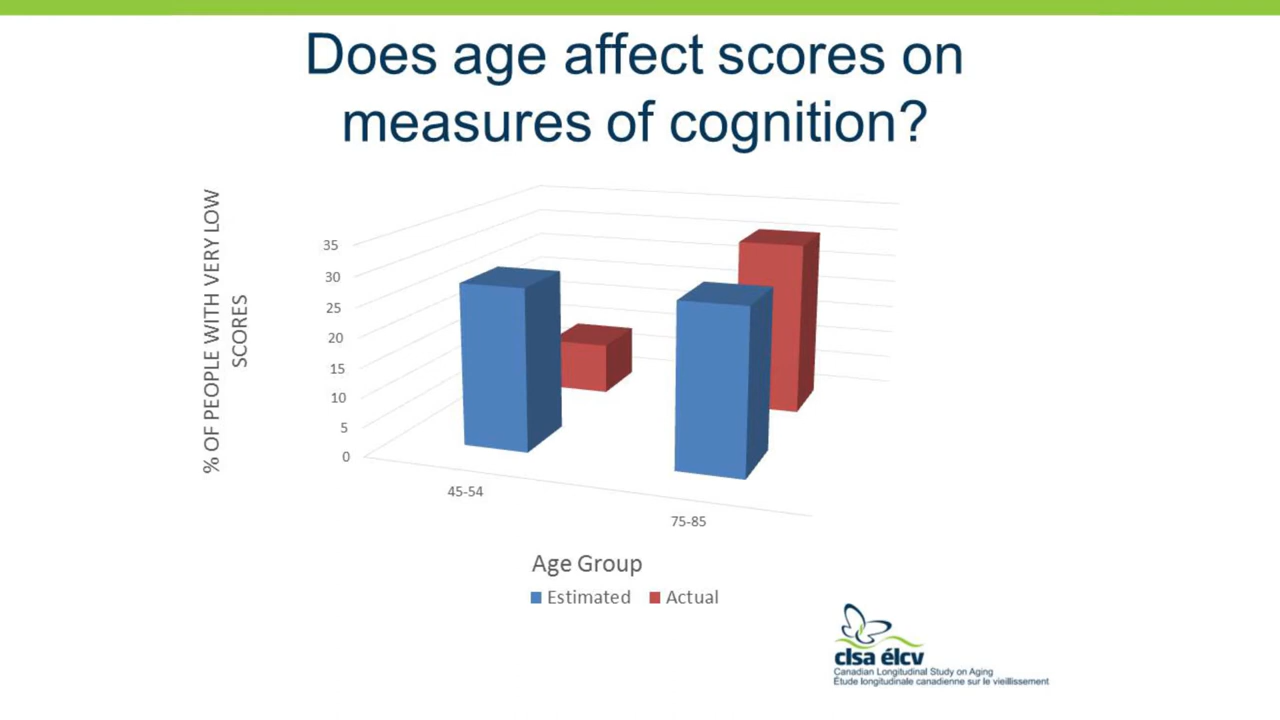 Does age affect scores on
measures of cognition?
% OF PEOPLE WITH VERY LOW
SCORES
35
30
25
20
15
10
5
0
45-54
75-85
Age Group
Estimated Actual
clsa élcv
Canadian Longitudinal Study on Aging
Étude longitudinale canadienne sur le vieillissement